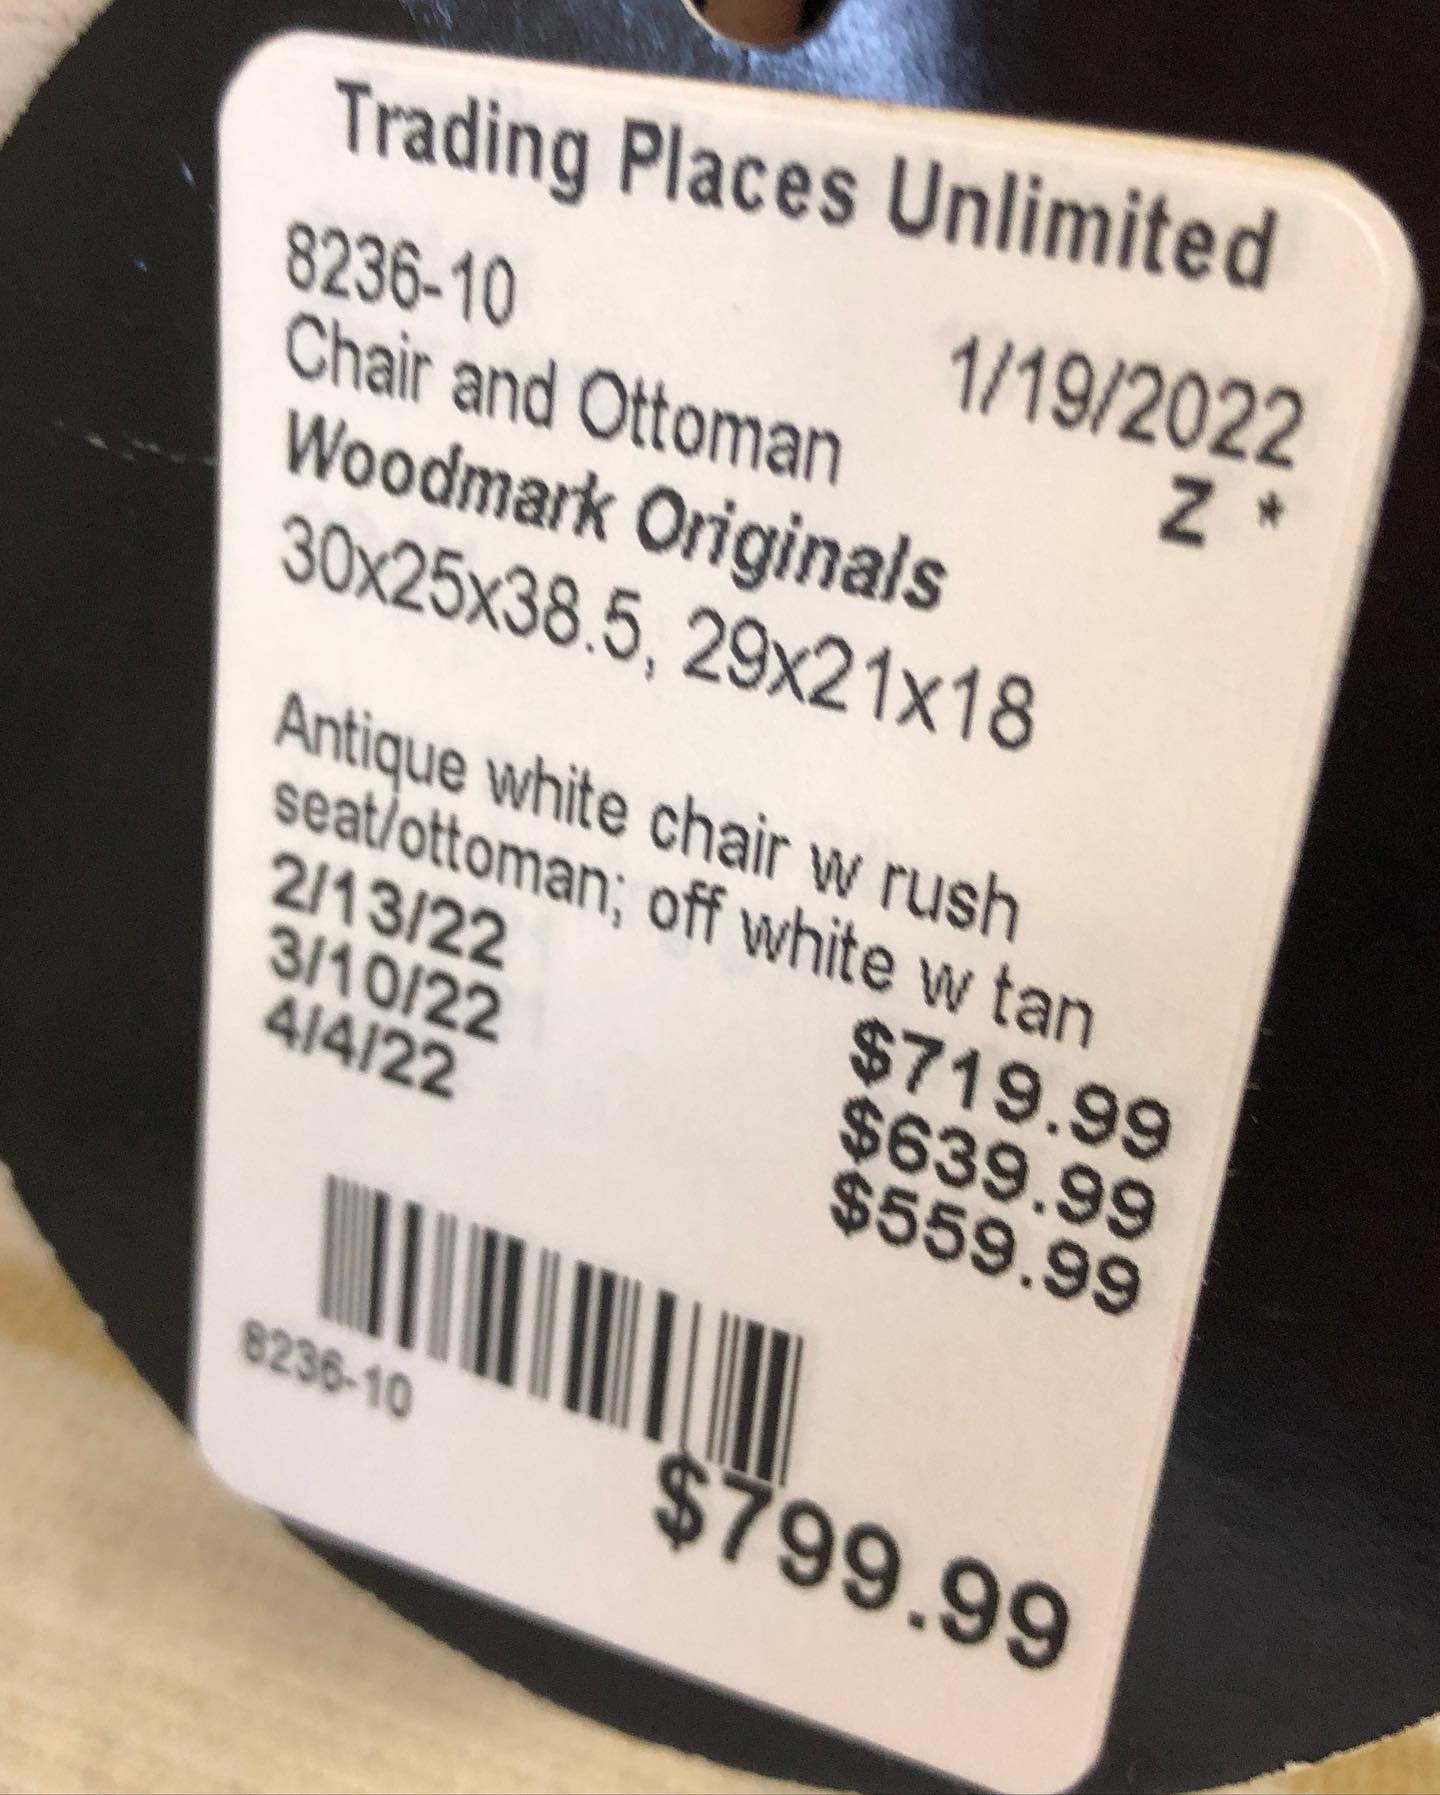 Trading Places Unlimited
8236-10
1/19/2022
Chair and Ottoman
Z *
Woodmark Originals
30x25x38.5, 29x21x18
Antique white chair w rush
seat/ottoman; off white w tan
2/13/22 $719.99
3/10/22 $639.99
4/4/22 $559.99
8236-10
$799.99